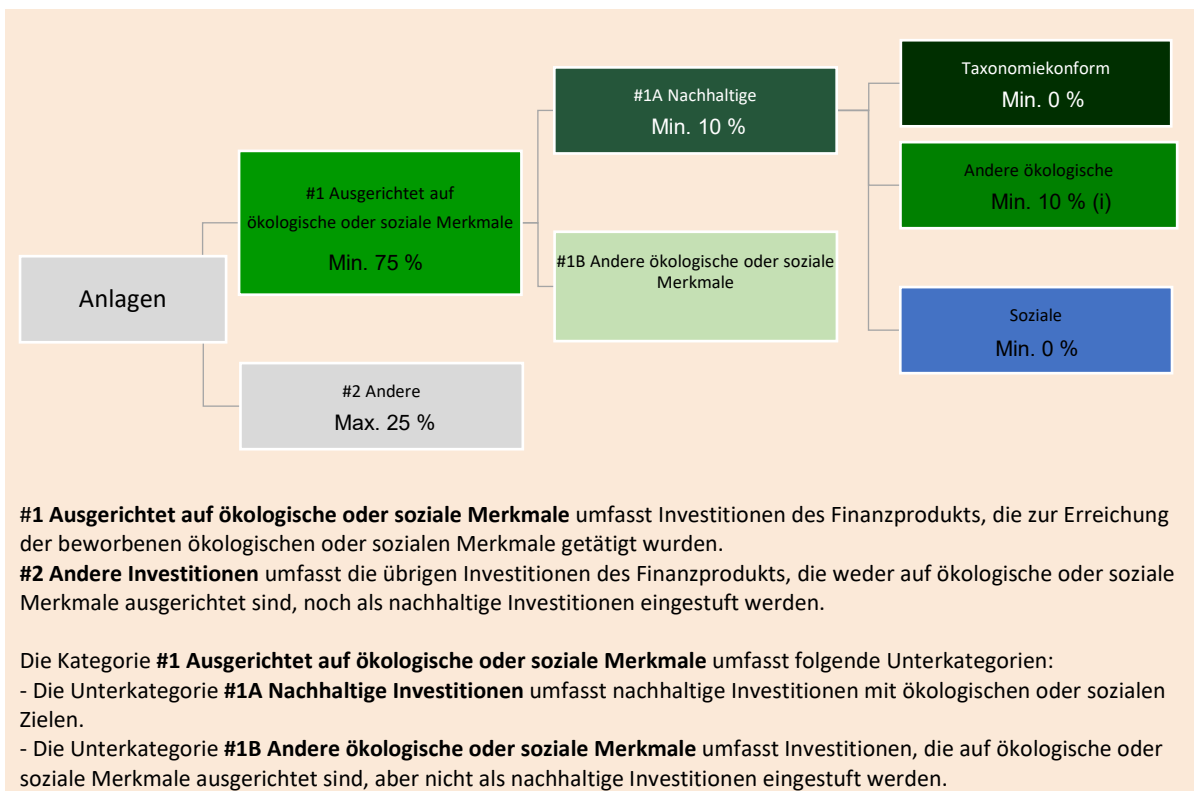 Taxonomiekonform
Min. 0 %
#1A Nachhaltige
Min. 10 %
Andere ökologische
Min. 10 % (i)
#1 Ausgerichtet auf
ökologische oder soziale Merkmale
Min. 75 %
#1B Andere ökologische oder soziale
Merkmale
Anlagen
Soziale
Min. 0 %
#2 Andere
Max. 25 %
#1 Ausgerichtet auf ökologische oder soziale Merkmale umfasst Investitionen des Finanzprodukts, die zur Erreichung
der beworbenen ökologischen oder sozialen Merkmale getätigt wurden.
#2 Andere Investitionen umfasst die übrigen Investitionen des Finanzprodukts, die weder auf ökologische oder soziale
Merkmale ausgerichtet sind, noch als nachhaltige Investitionen eingestuft werden.
Die Kategorie #1 Ausgerichtet auf ökologische oder soziale Merkmale umfasst folgende Unterkategorien:
- Die Unterkategorie #1A Nachhaltige Investitionen umfasst nachhaltige Investitionen mit ökologischen oder sozialen
Zielen.
- Die Unterkategorie #1B Andere ökologische oder soziale Merkmale umfasst Investitionen, die auf ökologische oder
soziale Merkmale ausgerichtet sind, aber nicht als nachhaltige Investitionen eingestuft werden.